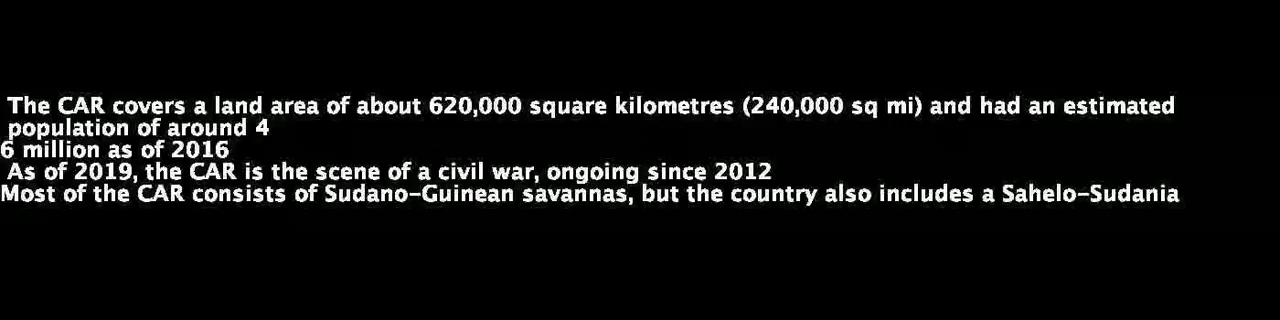 The CAR covers a land area of about 620,000 square kilometres (240,000 sq mi) and had an estimated
population of around 4
6 million as of 2016
As of 2019, the CAR is the scene of a civil war, ongoing since 2012
Most of the CAR consists of Sudano-Guinean savannas, but the country also includes a Sahelo-Sudania